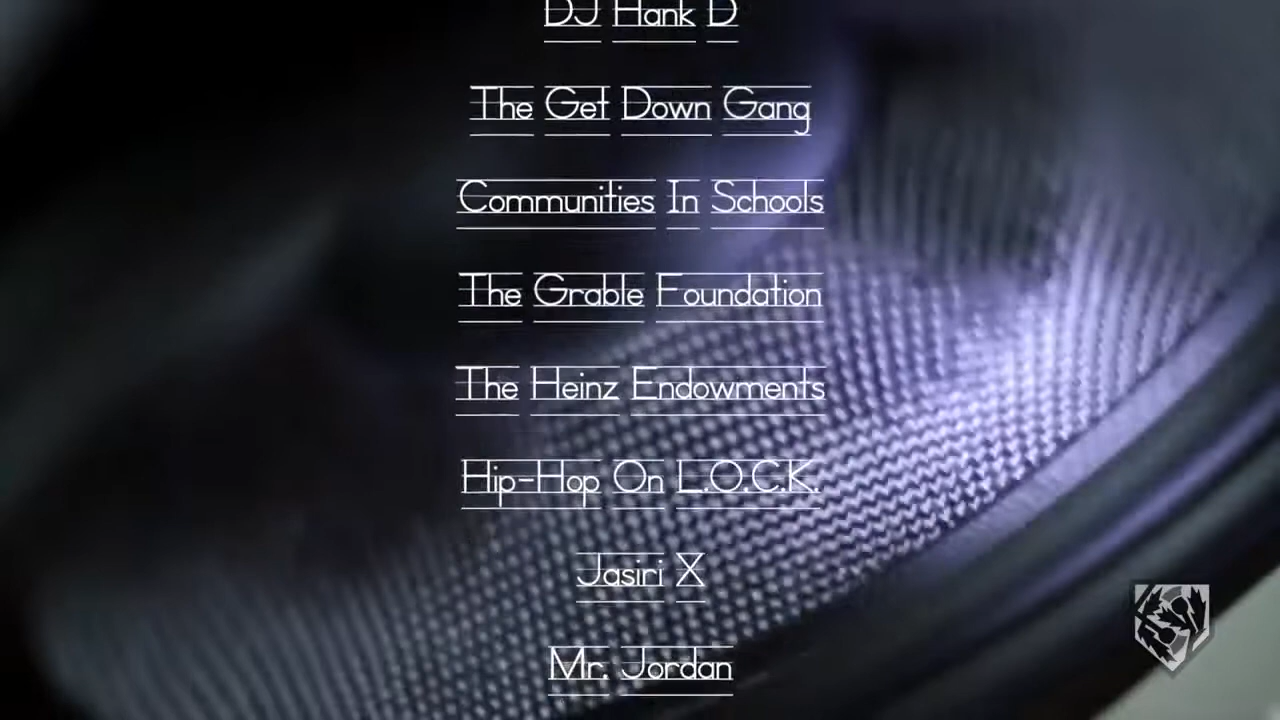 DJ Hank D
The Get Down Gang
Communities In Schools
The Grable Foundation
The Heinz Endowments
Hip-Hop On L.O.C.K.
Jasiri X
Mr. Jordan